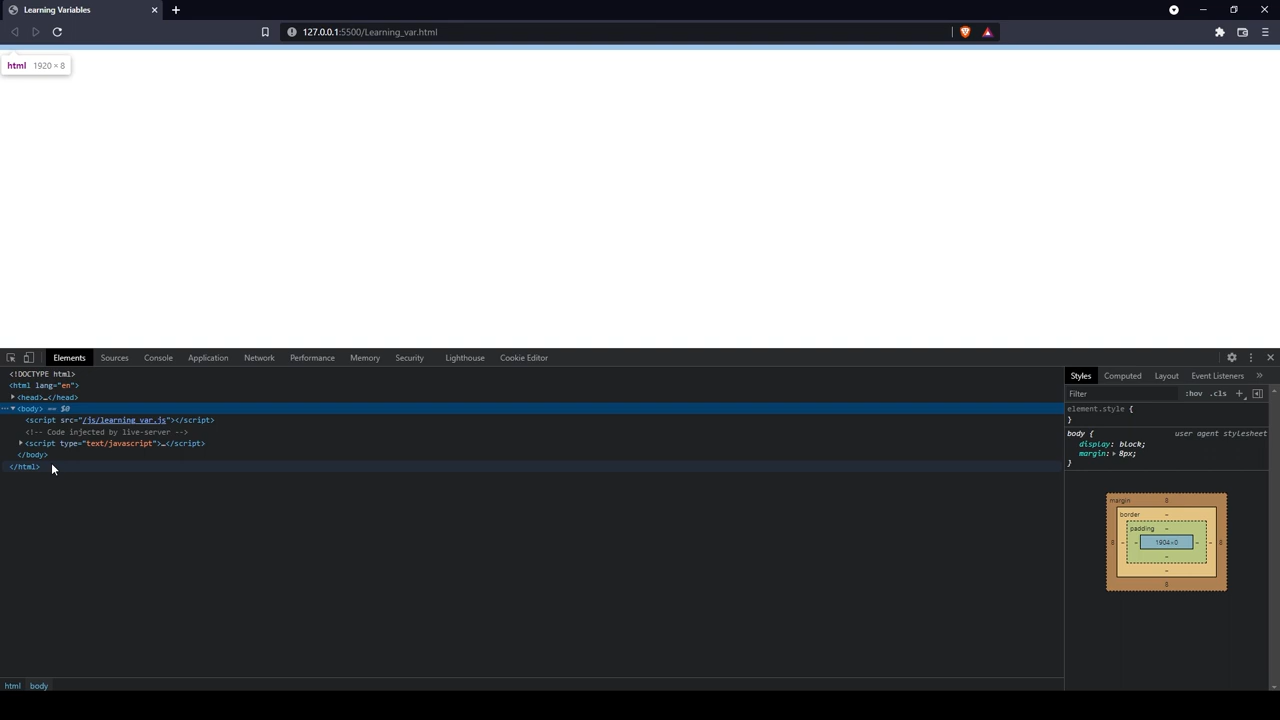 Learning Variables
127.0.0.1:5500/Learning_var.html
html 1920 × 8
Elements Sources Console Application Network Performance Memory Security Lighthouse Cookie Editor
<!DOCTYPE html>
<html lang="en">
<head>…</head>
<body> == $0
<script src="/js/learning_var.js"></script>
<!-- Code injected by live-server -->
<script type="text/javascript">…</script>
</body>
</html>
html body
Styles Computed Layout Event Listeners »
Filter :hov .cls +
element.style {
}
body { user agent stylesheet
display: block;
margin: 8px;
}
margin 8
border –
padding –
8 – – 1904×0 – – 8
–
–
8